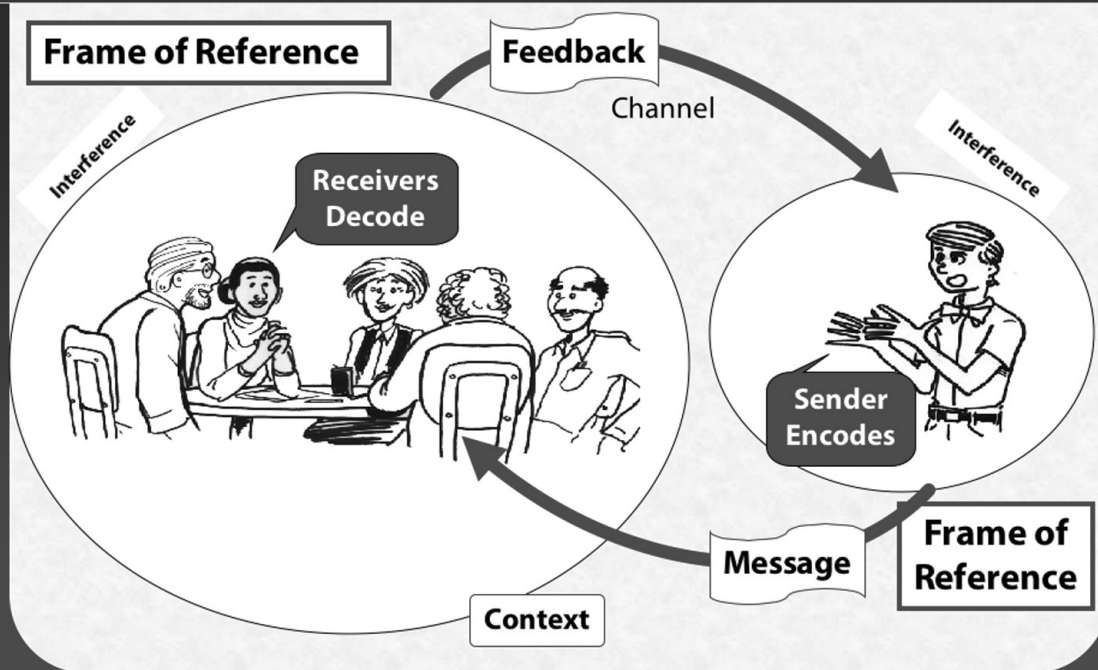 Frame of Reference
Feedback
Channel
Interference
Interference
Receivers
Decode
Sender
Encodes
Message
Frame of
Reference
Context